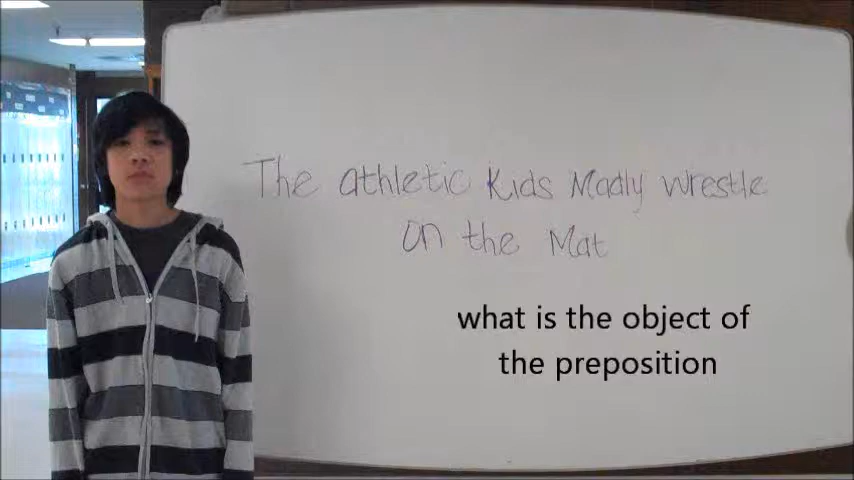 The athletic Kids Madly wrestle
on the Mat
what is the object of
the preposition